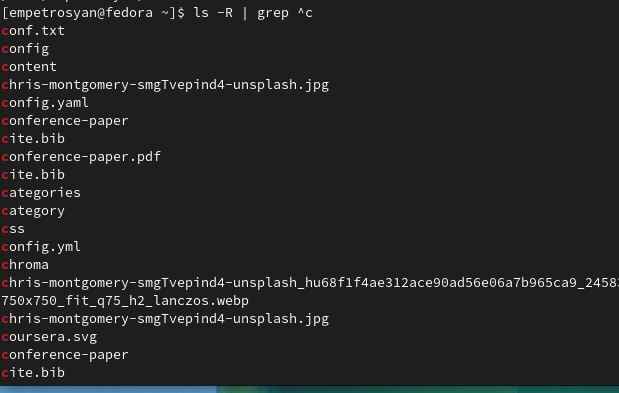 [empetrosyan@fedora ~]$ ls -R | grep ^c
conf.txt
config
content
chris-montgomery-smgTvepind4-unsplash.jpg
config.yaml
conference-paper
cite.bib
conference-paper.pdf
cite.bib
categories
category
css
config.yml
chroma
chris-montgomery-smgTvepind4-unsplash_hu68f1f4ae312ace90ad56e06a7b965ca9_24583
750x750_fit_q75_h2_lanczos.webp
chris-montgomery-smgTvepind4-unsplash.jpg
coursera.svg
conference-paper
cite.bib